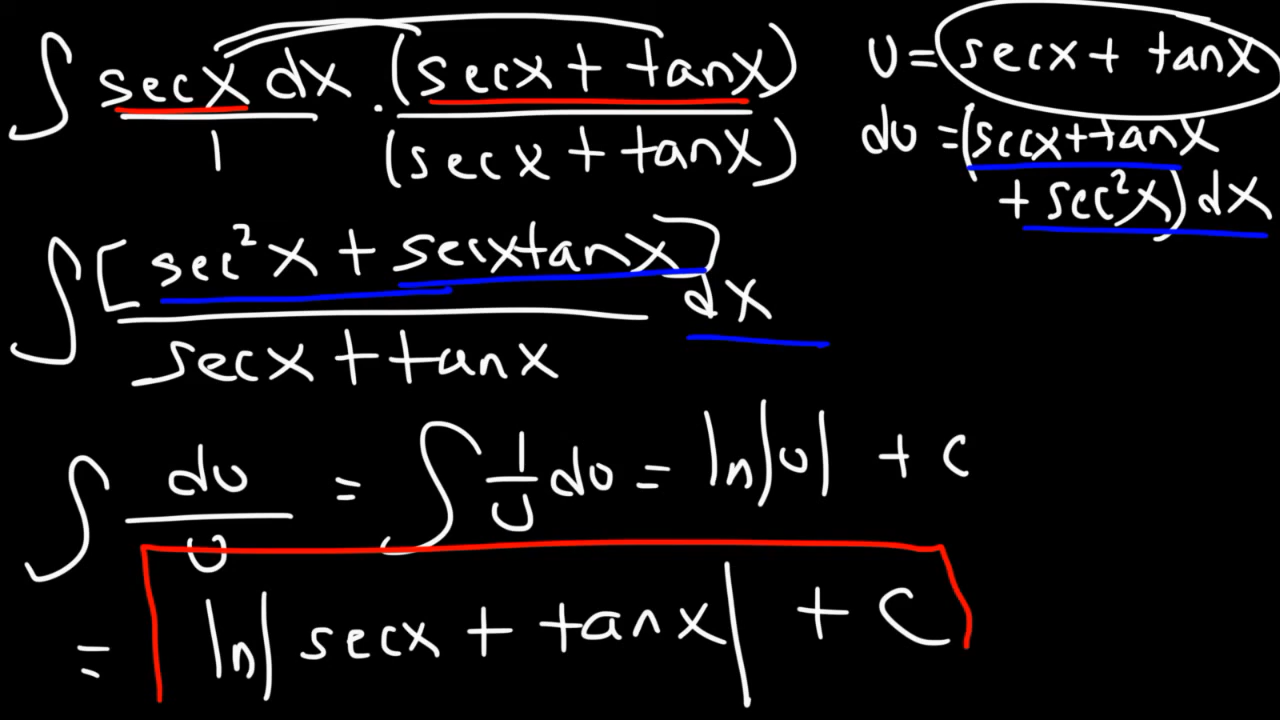 ∫ secx dx/1 · (secx + tanx)/(secx + tanx)
u = secx + tanx
du = (secx+tanx
+ sec²x) dx
∫ [sec²x + secxtanx]/(secx + tanx) dx
∫ du/u = ∫ 1/u du = ln|u| + c
= ln|secx + tanx| + C